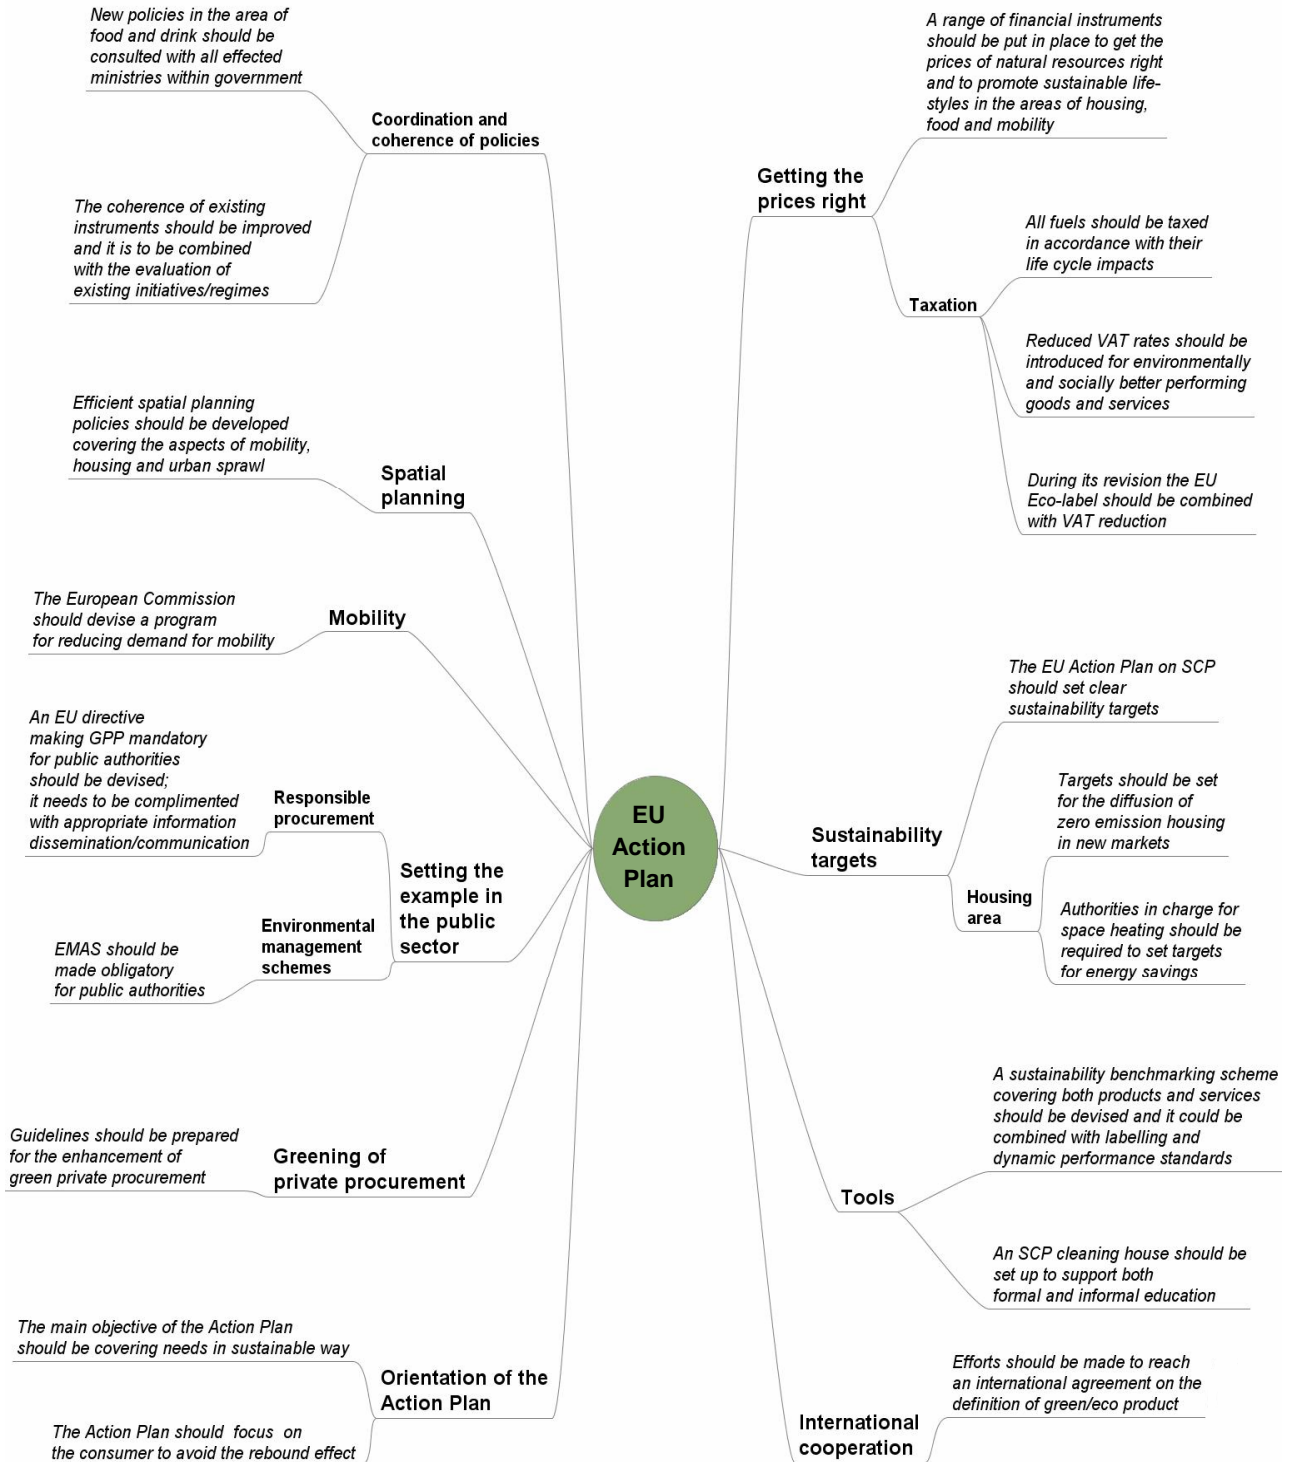 New policies in the area of
food and drink should be
consulted with all effected
ministries within government
Coordination and
coherence of policies
The coherence of existing
instruments should be improved
and it is to be combined
with the evaluation of
existing initiatives/regimes
Efficient spatial planning
policies should be developed
covering the aspects of mobility,
housing and urban sprawl
Spatial
planning
The European Commission
should devise a program
for reducing demand for mobility
Mobility
An EU directive
making GPP mandatory
for public authorities
should be devised;
it needs to be complimented
with appropriate information
dissemination/communication
Responsible
procurement
Setting the
example in
the public
sector
Environmental
management
schemes
EMAS should be
made obligatory
for public authorities
Guidelines should be prepared
for the enhancement of
green private procurement
Greening of
private procurement
The main objective of the Action Plan
should be covering needs in sustainable way
Orientation of the
Action Plan
The Action Plan should focus on
the consumer to avoid the rebound effect
EU
Action
Plan
A range of financial instruments
should be put in place to get the
prices of natural resources right
and to promote sustainable life-
styles in the areas of housing,
food and mobility
Getting the
prices right
All fuels should be taxed
in accordance with their
life cycle impacts
Taxation
Reduced VAT rates should be
introduced for environmentally
and socially better performing
goods and services
During its revision the EU
Eco-label should be combined
with VAT reduction
The EU Action Plan on SCP
should set clear
sustainability targets
Sustainability
targets
Targets should be set
for the diffusion of
zero emission housing
in new markets
Housing
area
Authorities in charge for
space heating should be
required to set targets
for energy savings
A sustainability benchmarking scheme
covering both products and services
should be devised and it could be
combined with labelling and
dynamic performance standards
Tools
An SCP cleaning house should be
set up to support both
formal and informal education
Efforts should be made to reach
an international agreement on the
definition of green/eco product
International
cooperation